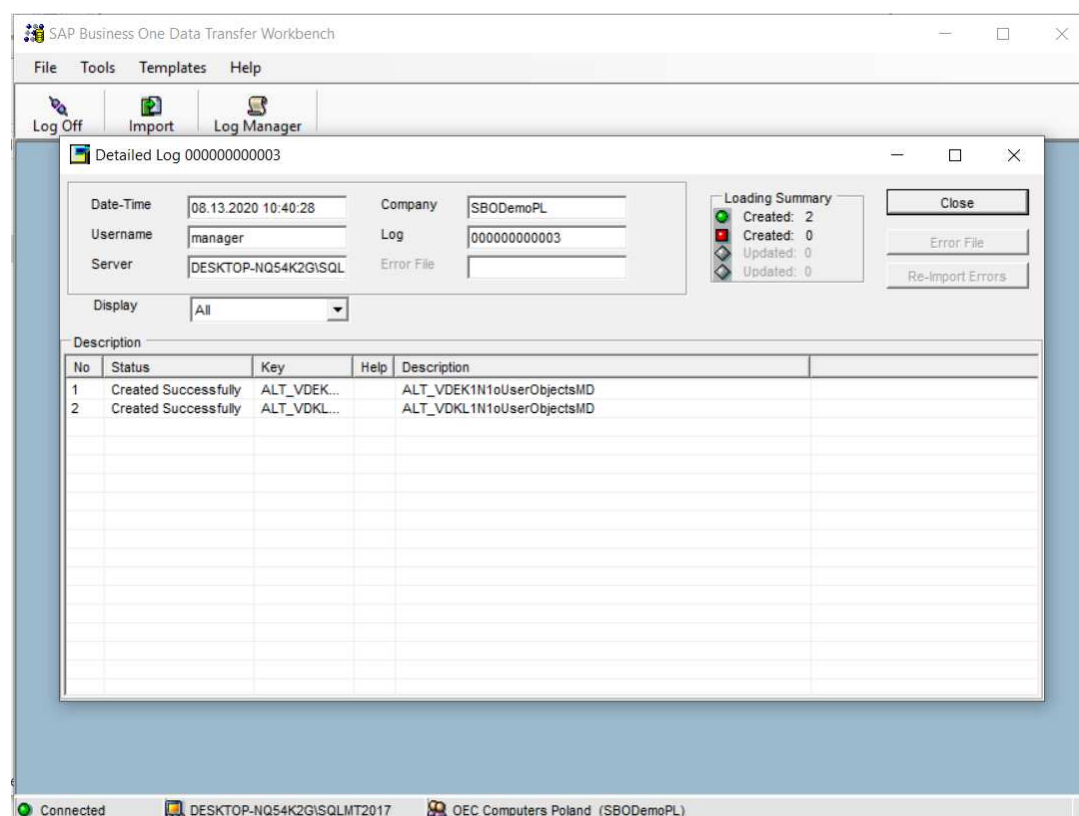 SAP Business One Data Transfer Workbench
File Tools Templates Help
Log Off Import Log Manager
Detailed Log 000000000003
Date-Time 08.13.2020 10:40:28 Company SBODemoPL Loading Summary Close
Created: 2
Username manager Log 000000000003 Created: 0 Error File
Updated: 0
Server DESKTOP-NQ54K2G\SQL Error File Updated: 0 Re-Import Errors
Display All
Description
No Status Key Help Description
1 Created Successfully ALT_VDEK... ALT_VDEK1N1oUserObjectsMD
2 Created Successfully ALT_VDKL... ALT_VDKL1N1oUserObjectsMD
Connected DESKTOP-NQ54K2G\SQLMT2017 OEC Computers Poland (SBODemoPL)